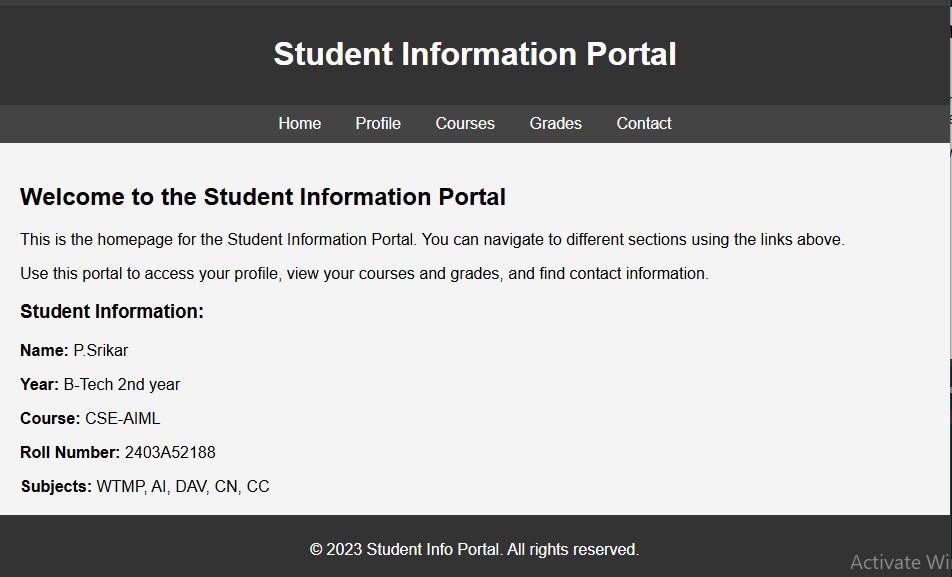 Student Information Portal
Home Profile Courses Grades Contact
Welcome to the Student Information Portal
This is the homepage for the Student Information Portal. You can navigate to different sections using the links above.
Use this portal to access your profile, view your courses and grades, and find contact information.
Student Information:
Name: P.Srikar
Year: B-Tech 2nd year
Course: CSE-AIML
Roll Number: 2403A52188
Subjects: WTMP, AI, DAV, CN, CC
© 2023 Student Info Portal. All rights reserved.
Activate Wi